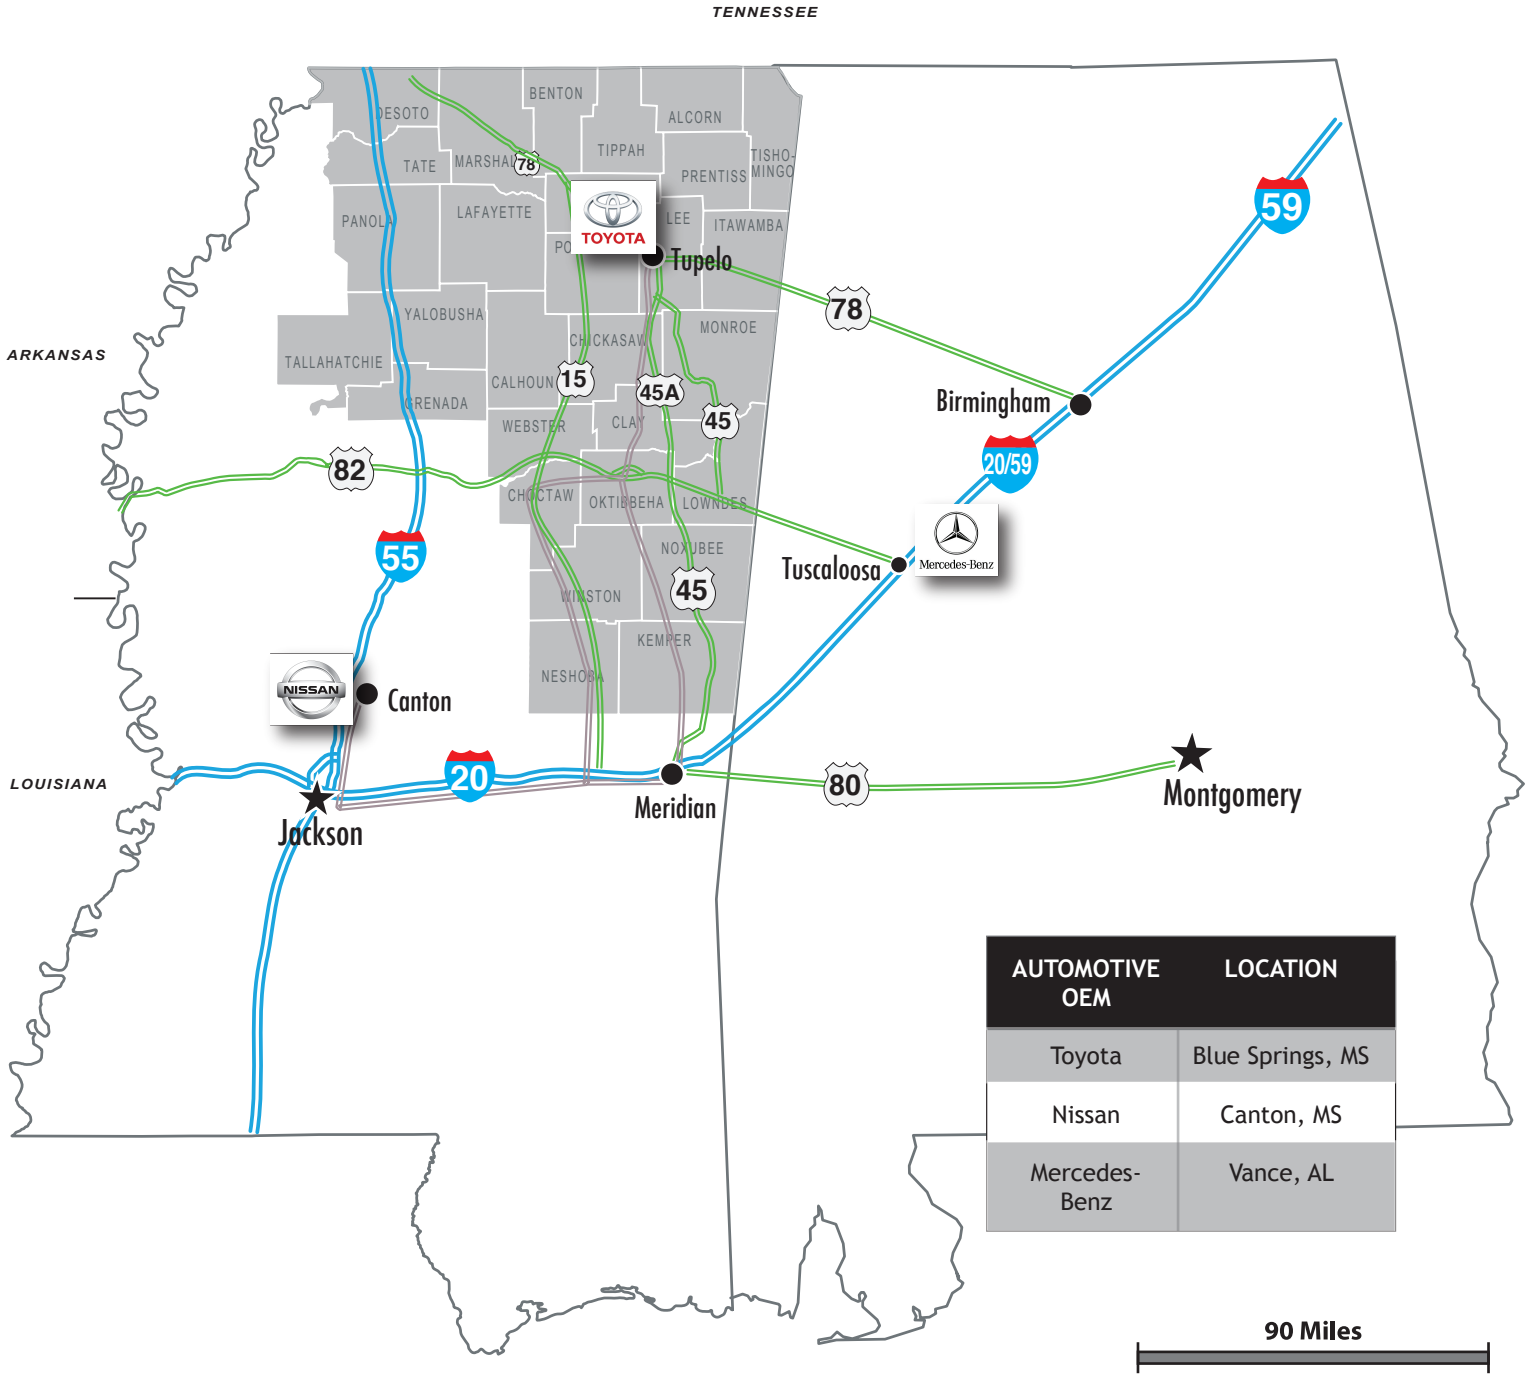 TENNESSEE
BENTON
DESOTO
ALCORN
TIPPAH
TISHO-
MINGO
TATE
MARSHAL
78
PRENTISS
PANOLA
LAFAYETTE
LEE
ITAWAMBA
TOYOTA
PO
Tupelo
59
78
YALOBUSHA
CHICKASAW
MONROE
ARKANSAS
TALLAHATCHIE
CALHOUN
15
45A
GRENADA
Birmingham
WEBSTER
CLAY
45
82
20/59
CHOCTAW
OKTIBBEHA
LOWNDES
55
NOXUBEE
Tuscaloosa
Mercedes-Benz
WINSTON
45
KEMPER
NESHOBA
NISSAN
Canton
LOUISIANA
20
80
Meridian
Montgomery
Jackson
AUTOMOTIVE
OEM
LOCATION
Toyota
Blue Springs, MS
Nissan
Canton, MS
Mercedes-
Benz
Vance, AL
90 Miles